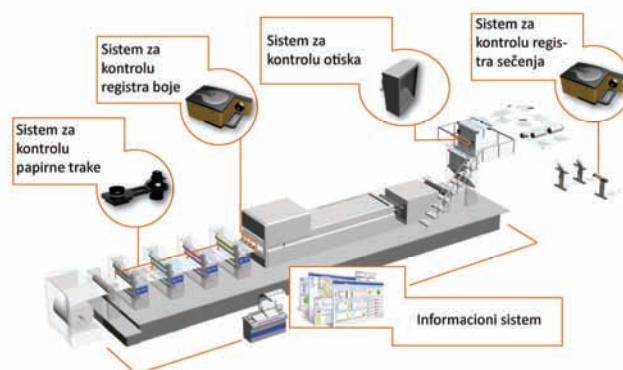 Sistem za
kontrolu
papirne trake
Sistem za
kontrolu
registra boje
Sistem za
kontrolu otiska
Sistem za
kontrolu regis-
tra sečenja
Informacioni sistem